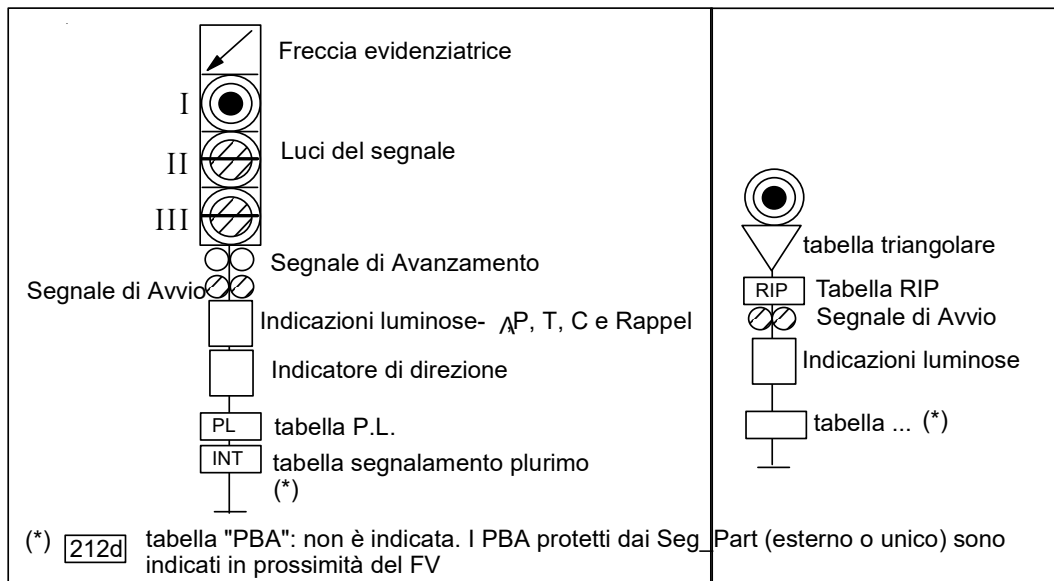 Freccia evidenziatrice
I
II
III
Luci del segnale
Segnale di Avanzamento
Segnale di Avvio
Indicazioni luminose- P, T, C e Rappel
Indicatore di direzione
PL
tabella P.L.
INT
tabella segnalamento plurimo
(*)
tabella triangolare
RIP
Tabella RIP
Segnale di Avvio
Indicazioni luminose
tabella ... (*)
(*) 212d tabella "PBA": non è indicata. I PBA protetti dai Seg_Part (esterno o unico) sono
indicati in prossimità del FV